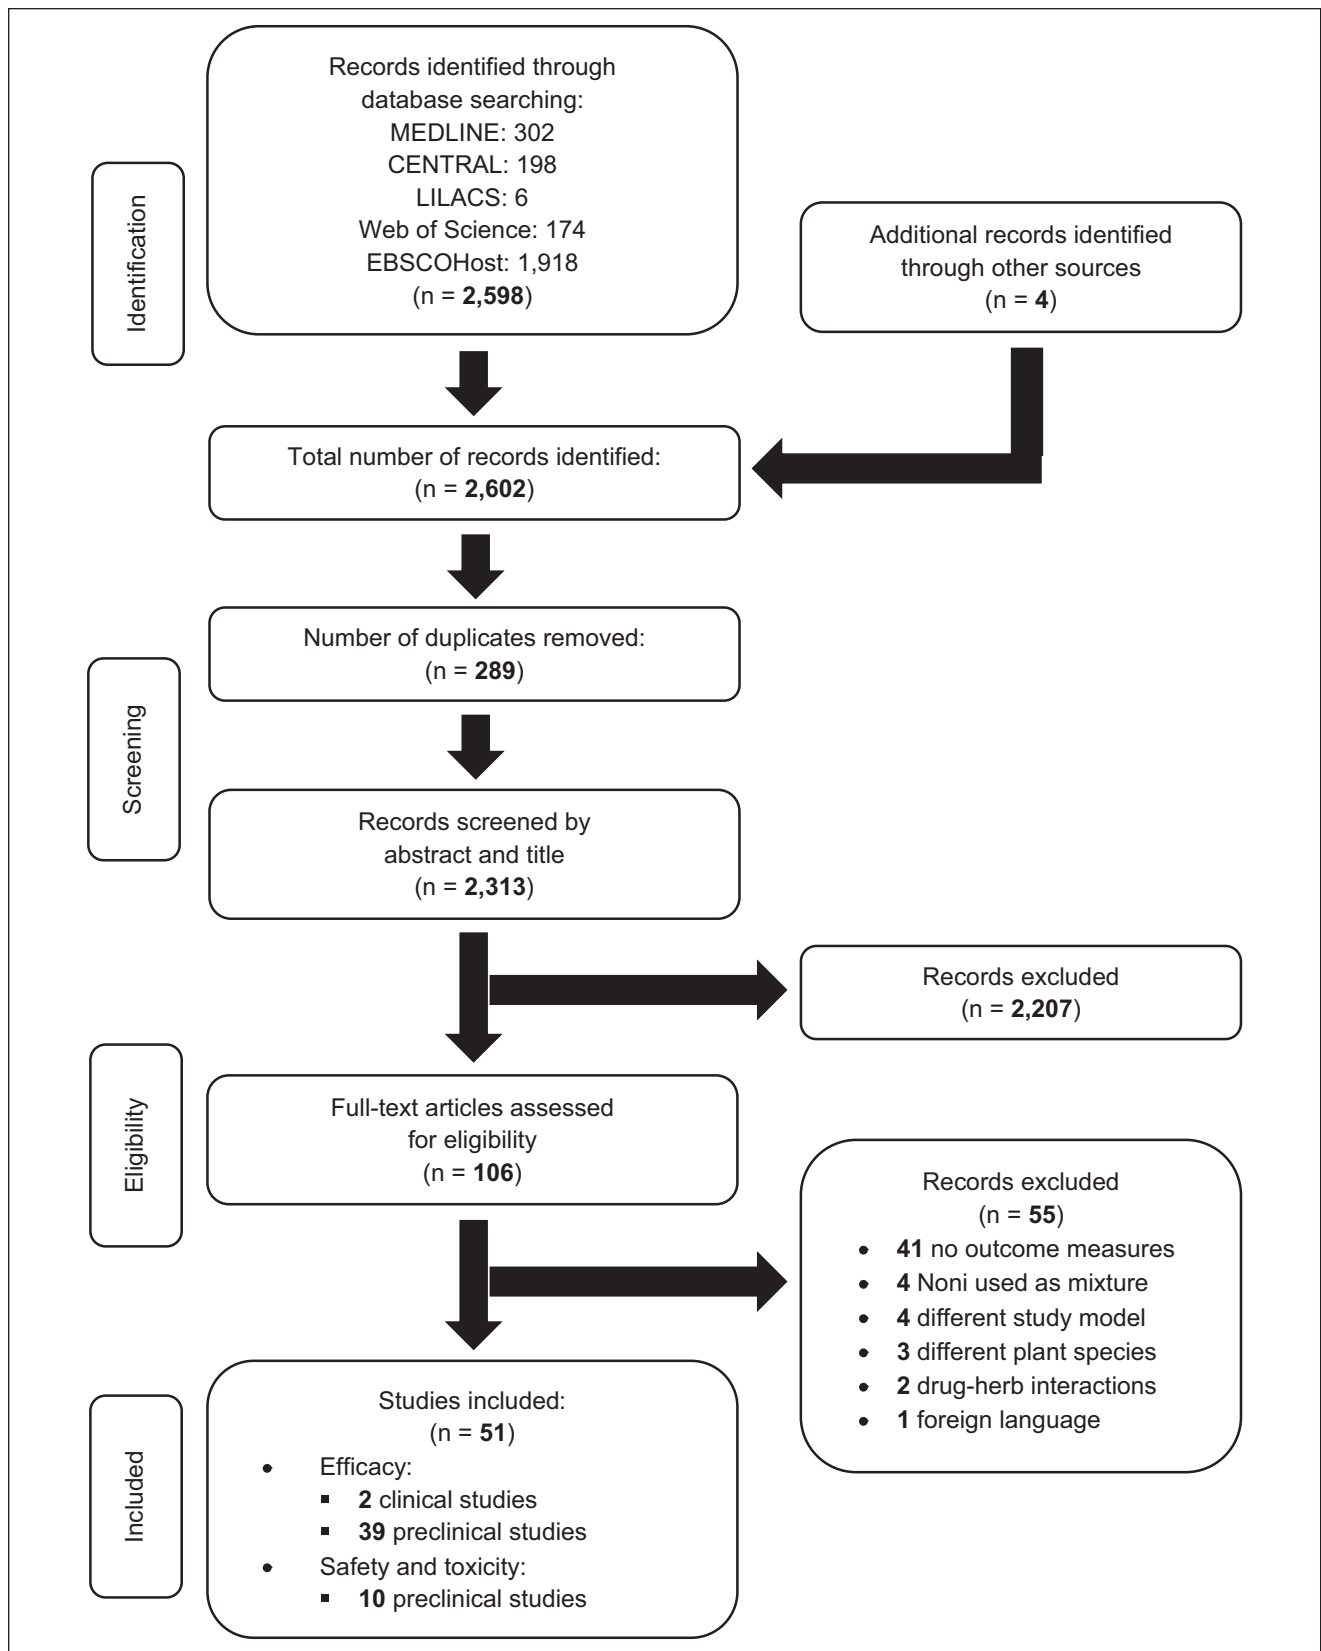 Identification
Records identified through
database searching:
MEDLINE: 302
CENTRAL: 198
LILACS: 6
Web of Science: 174
EBSCOHost: 1,918
(n = 2,598)
Additional records identified
through other sources
(n = 4)
Total number of records identified:
(n = 2,602)
Screening
Number of duplicates removed:
(n = 289)
Records screened by
abstract and title
(n = 2,313)
Records excluded
(n = 2,207)
Eligibility
Full-text articles assessed
for eligibility
(n = 106)
Records excluded
(n = 55)
• 41 no outcome measures
• 4 Noni used as mixture
• 4 different study model
• 3 different plant species
• 2 drug-herb interactions
• 1 foreign language
Included
Studies included:
(n = 51)
• Efficacy:
▪ 2 clinical studies
▪ 39 preclinical studies
• Safety and toxicity:
▪ 10 preclinical studies